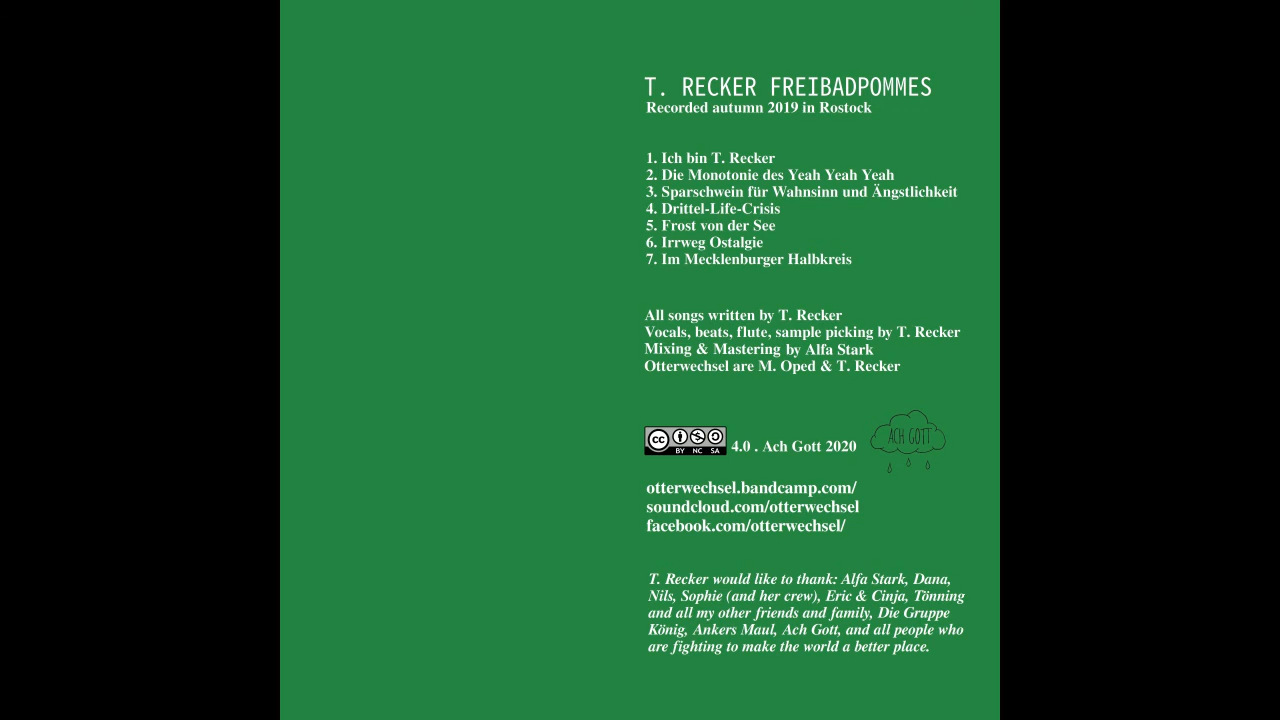 T. RECKER FREIBADPOMMES
Recorded autumn 2019 in Rostock
1. Ich bin T. Recker
2. Die Monotonie des Yeah Yeah Yeah
3. Sparschwein für Wahnsinn und Ängstlichkeit
4. Drittel-Life-Crisis
5. Frost von der See
6. Irrweg Ostalgie
7. Im Mecklenburger Halbkreis
All songs written by T. Recker
Vocals, beats, flute, sample picking by T. Recker
Mixing & Mastering by Alfa Stark
Otterwechsel are M. Oped & T. Recker
cc BY NC SA 4.0 . Ach Gott 2020 ACH GOTT
otterwechsel.bandcamp.com/
soundcloud.com/otterwechsel
facebook.com/otterwechsel/
T. Recker would like to thank: Alfa Stark, Dana,
Nils, Sophie (and her crew), Eric & Cinja, Tönning
and all my other friends and family, Die Gruppe
König, Ankers Maul, Ach Gott, and all people who
are fighting to make the world a better place.